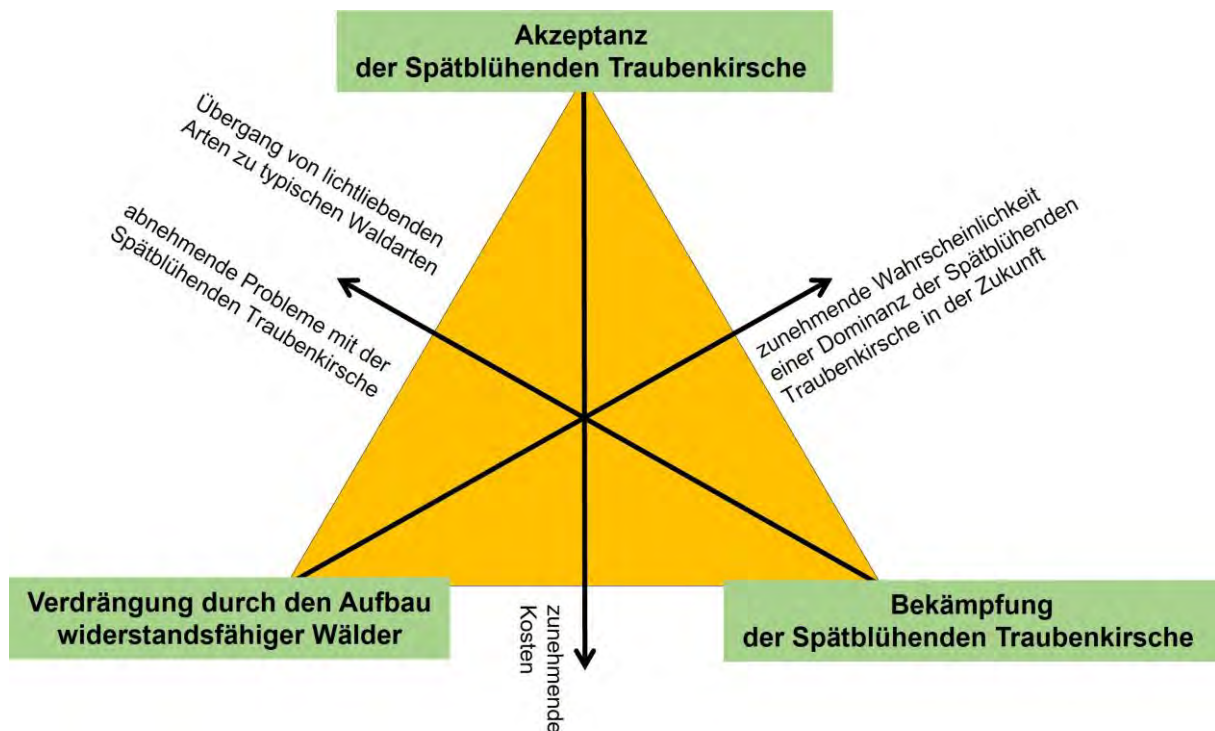 Akzeptanz
der Spätblühenden Traubenkirsche
Übergang von lichtliebenden
Arten zu typischen Waldarten
abnehmende Probleme mit der
Spätblühenden Traubenkirsche
zunehmende Wahrscheinlichkeit
einer Dominanz der Spätblühenden
Traubenkirsche in der Zukunft
Verdrängung durch den Aufbau
widerstandsfähiger Wälder
zunehmende
Kosten
Bekämpfung
der Spätblühenden Traubenkirsche